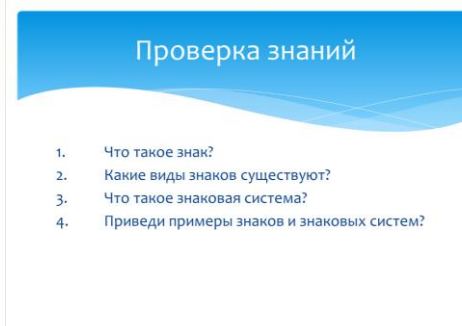 Проверка знаний
1. Что такое знак?
2. Какие виды знаков существуют?
3. Что такое знаковая система?
4. Приведи примеры знаков и знаковых систем?